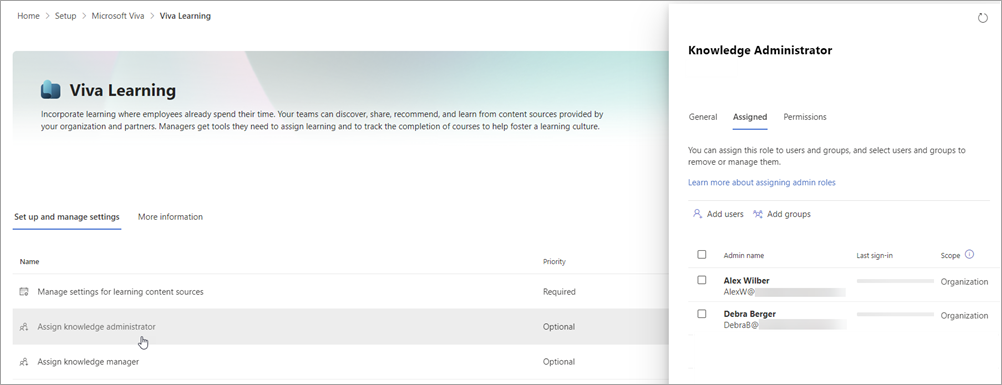 Home > Setup > Microsoft Viva > Viva Learning
Viva Learning
Incorporate learning where employees already spend their time. Your teams can discover, share, recommend, and learn from content sources provided by
your organization and partners. Managers get tools they need to assign learning and to track the completion of courses to help foster a learning culture.
Set up and manage settings More information
Name Priority
Manage settings for learning content sources Required
Assign knowledge administrator Optional
Assign knowledge manager Optional
Knowledge Administrator
General Assigned Permissions
You can assign this role to users and groups, and select users and groups to
remove or manage them.
Learn more about assigning admin roles
Add users Add groups
Admin name Last sign-in Scope
Alex Wilber Organization
AlexW@
Debra Berger Organization
DebraB@